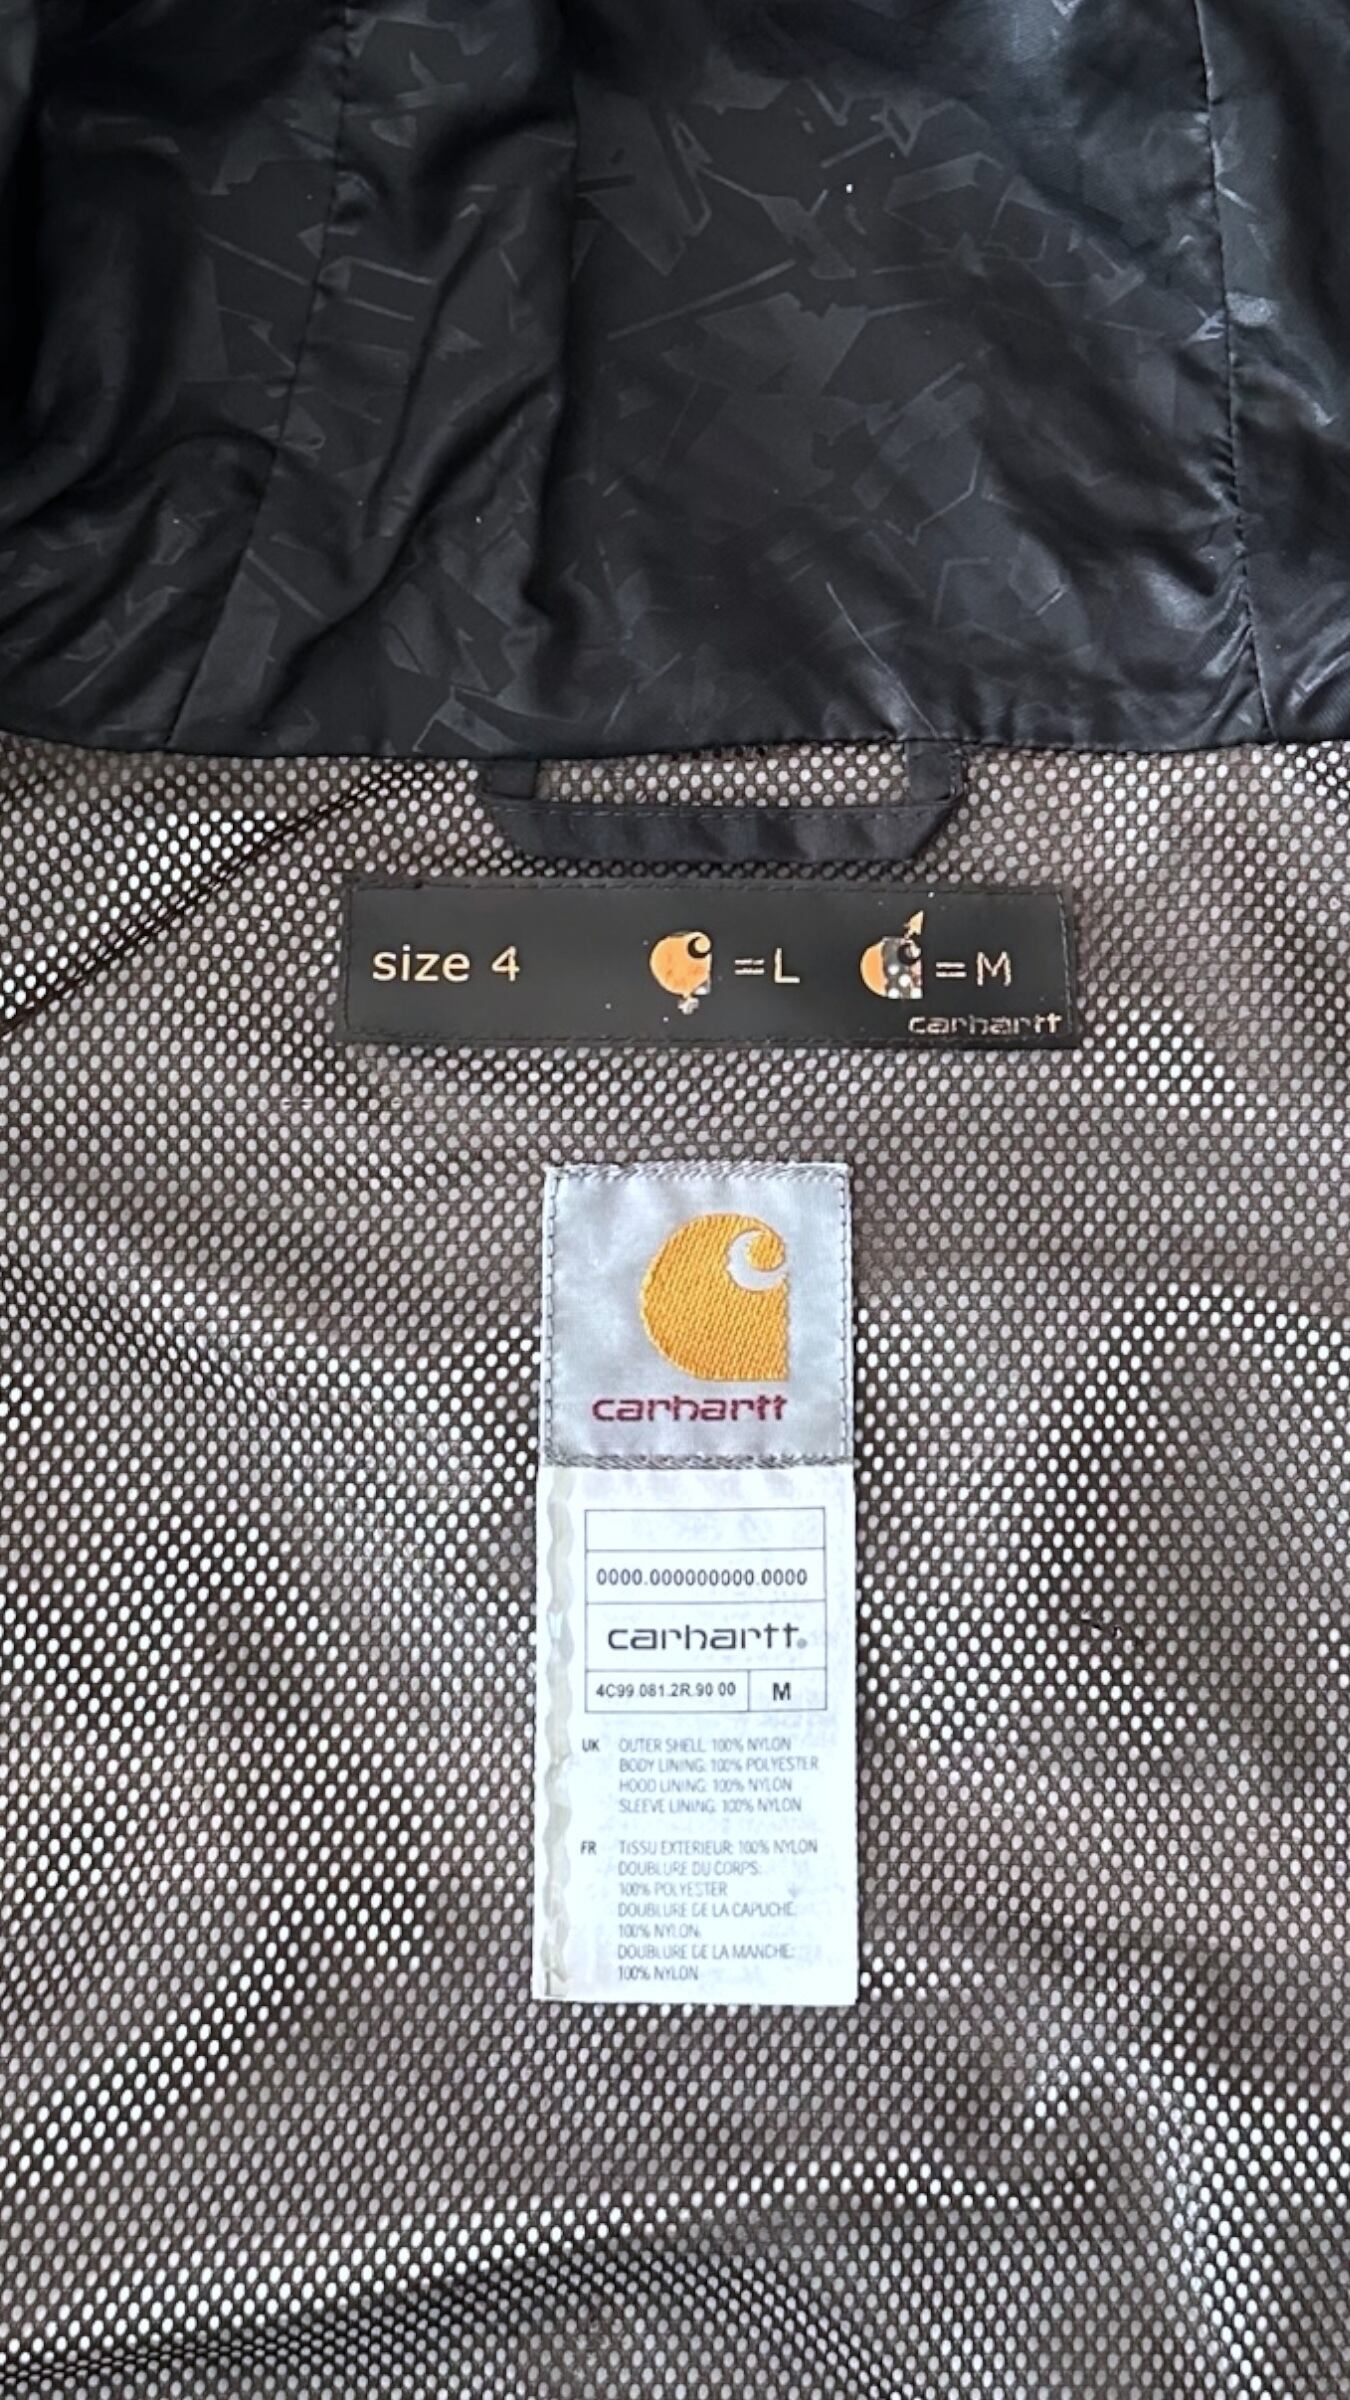 size 4 =L =M
carhartt
carhartt
0000.000000000.0000
carhartt.
4C99.081.2R.90 00 M
UK OUTER SHELL: 100% NYLON
BODY LINING: 100% POLYESTER
HOOD LINING: 100% NYLON
SLEEVE LINING: 100% NYLON
FR TISSU EXTERIEUR: 100% NYLON
DOUBLURE DU CORPS:
100% POLYESTER
DOUBLURE DE LA CAPUCHE:
100% NYLON.
DOUBLURE DE LA MANCHE:
100% NYLON